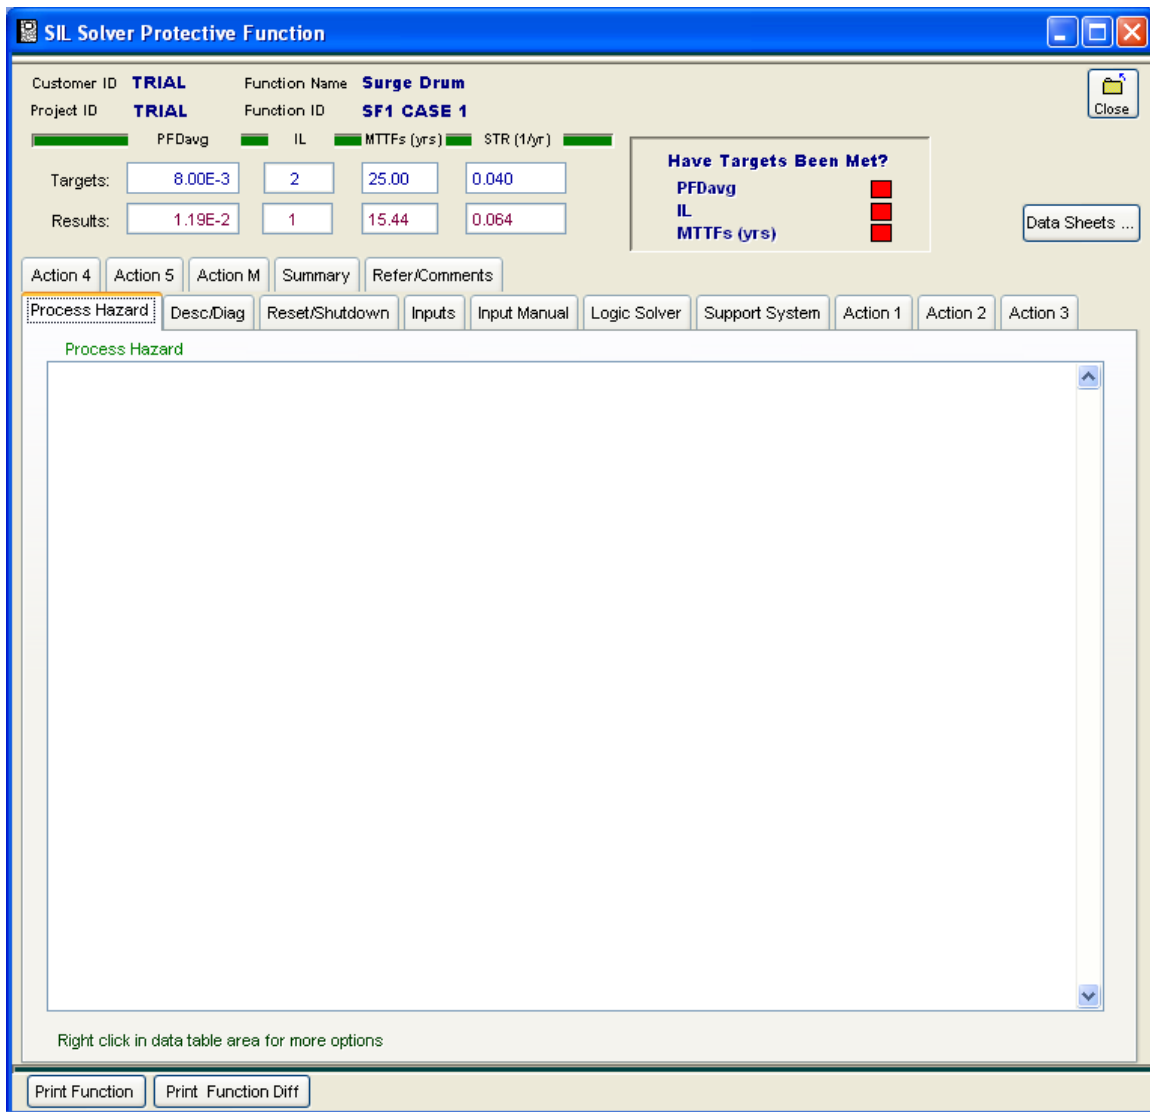 SIL Solver Protective Function
Customer ID TRIAL Function Name Surge Drum
Close
Project ID TRIAL Function ID SF1 CASE 1
PFDavg IL MTTFs (yrs) STR (1/yr)
Targets: 8.00E-3 2 25.00 0.040
Results: 1.19E-2 1 15.44 0.064
Have Targets Been Met?
PFDavg
IL
MTTFs (yrs)
Data Sheets ...
Action 4 Action 5 Action M Summary Refer/Comments
Process Hazard Desc/Diag Reset/Shutdown Inputs Input Manual Logic Solver Support System Action 1 Action 2 Action 3
Process Hazard
Right click in data table area for more options
Print Function Print Function Diff